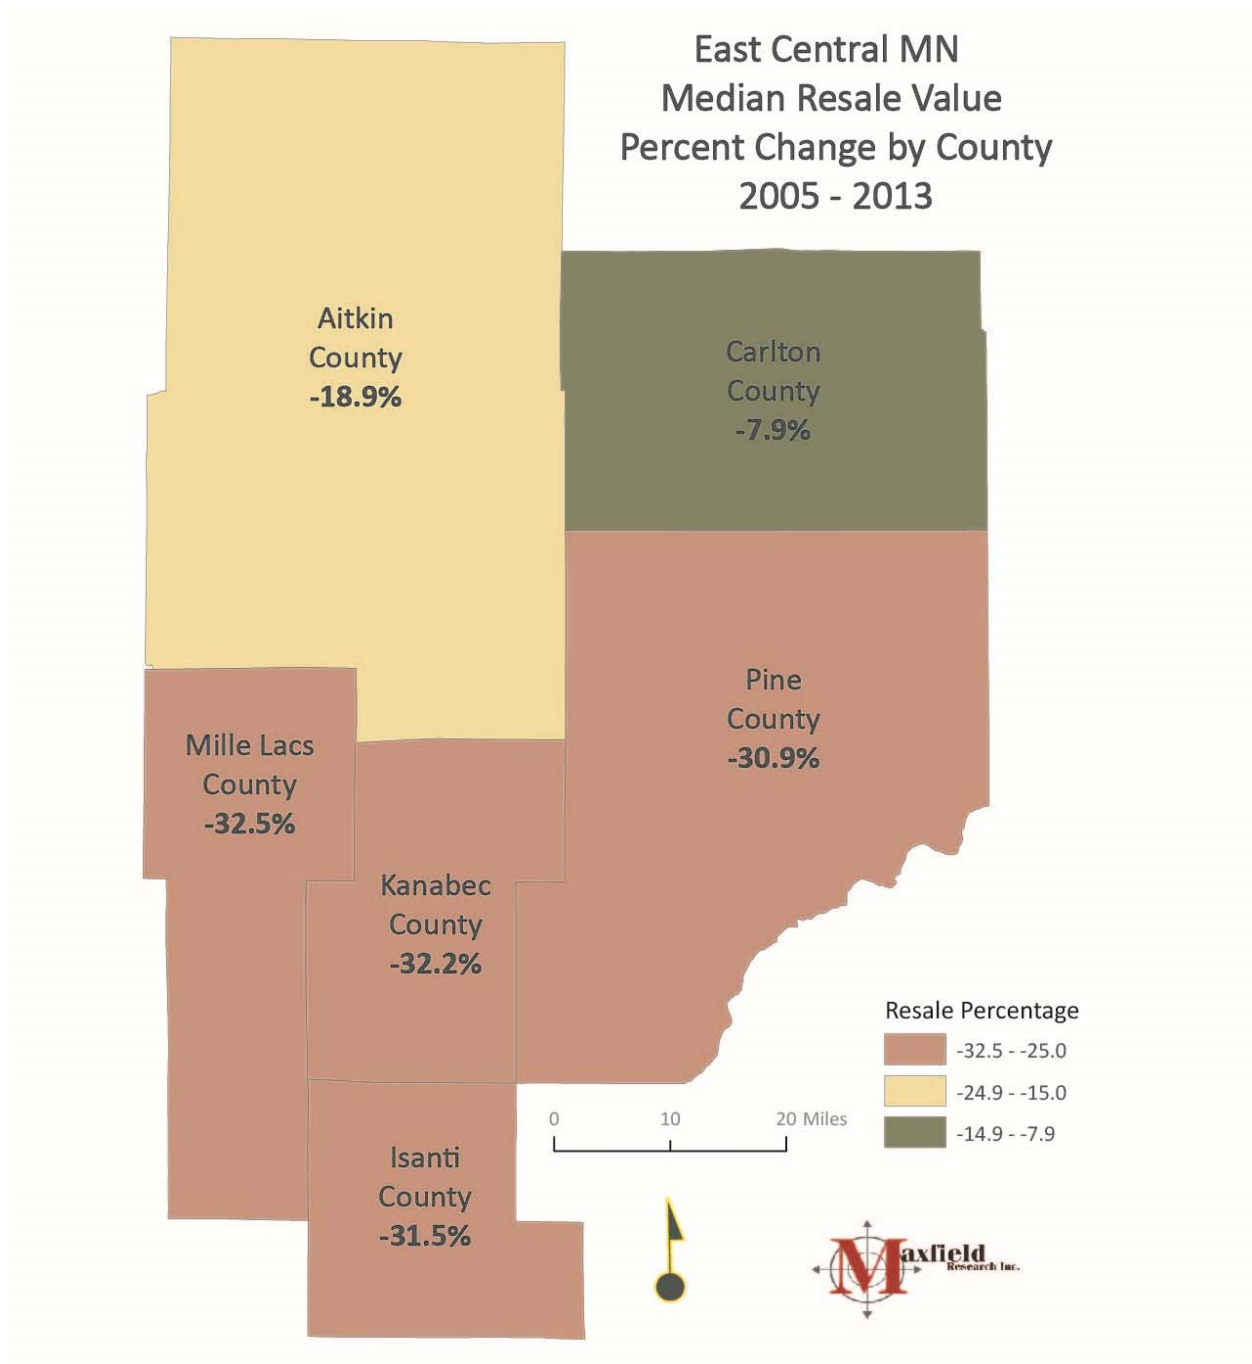 East Central MN
Median Resale Value
Percent Change by County
2005 - 2013
Aitkin
County
-18.9%
Carlton
County
-7.9%
Pine
County
-30.9%
Mille Lacs
County
-32.5%
Kanabec
County
-32.2%
Isanti
County
-31.5%
Resale Percentage
-32.5 - -25.0
-24.9 - -15.0
-14.9 - -7.9
0 10 20 Miles
Maxfield
Research Inc.